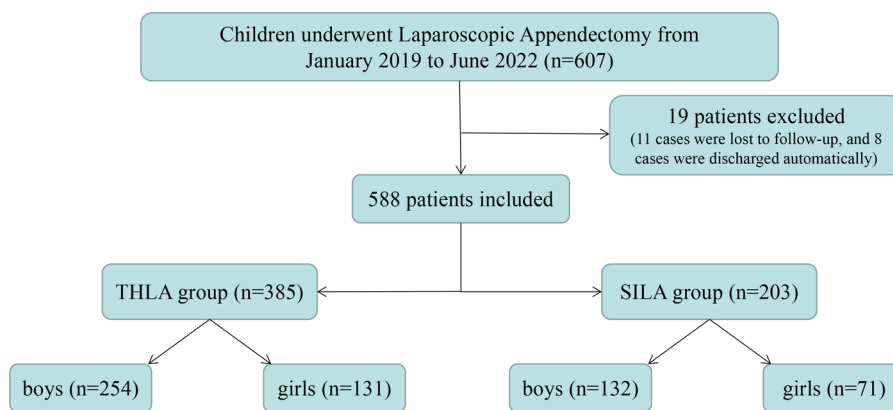 Children underwent Laparoscopic Appendectomy from
January 2019 to June 2022 (n=607)
19 patients excluded
(11 cases were lost to follow-up, and 8
cases were discharged automatically)
588 patients included
THLA group (n=385)
SILA group (n=203)
boys (n=254)
girls (n=131)
boys (n=132)
girls (n=71)